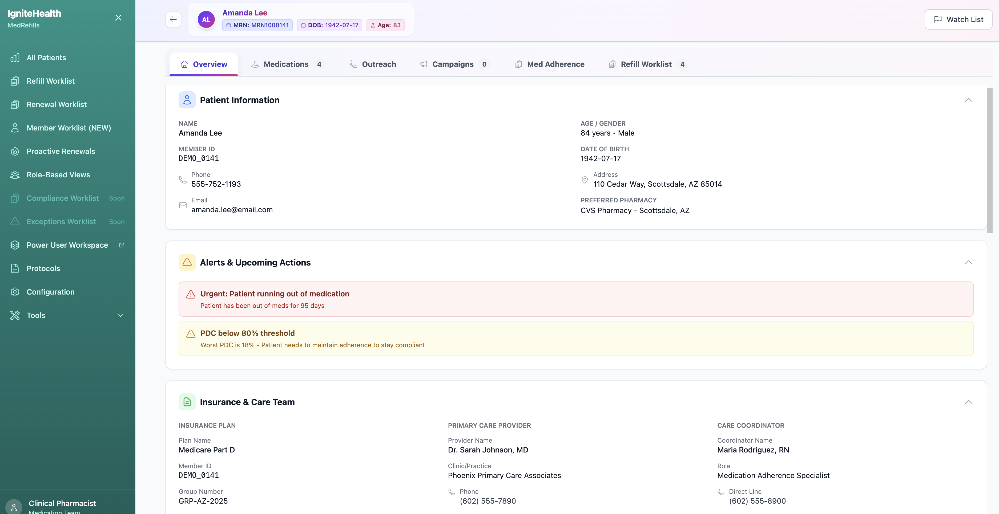 IgniteHealth
MedRefills
All Patients
Refill Worklist
Renewal Worklist
Member Worklist (NEW)
Proactive Renewals
Role-Based Views
Compliance Worklist Soon
Exceptions Worklist Soon
Power User Workspace
Protocols
Configuration
Tools
Clinical Pharmacist
Medication Team
AL
Amanda Lee
MRN: MRN1000141 DOB: 1942-07-17 Age: 83
Watch List
Overview Medications 4 Outreach Campaigns 0 Med Adherence Refill Worklist 4
Patient Information
NAME
Amanda Lee
AGE / GENDER
84 years • Male
MEMBER ID
DEMO_0141
DATE OF BIRTH
1942-07-17
Phone
555-752-1193
Address
110 Cedar Way, Scottsdale, AZ 85014
Email
amanda.lee@email.com
PREFERRED PHARMACY
CVS Pharmacy - Scottsdale, AZ
Alerts & Upcoming Actions
Urgent: Patient running out of medication
Patient has been out of meds for 95 days
PDC below 80% threshold
Worst PDC is 18% - Patient needs to maintain adherence to stay compliant
Insurance & Care Team
INSURANCE PLAN
Plan Name
Medicare Part D
Member ID
DEMO_0141
Group Number
GRP-AZ-2025
PRIMARY CARE PROVIDER
Provider Name
Dr. Sarah Johnson, MD
Clinic/Practice
Phoenix Primary Care Associates
Phone
(602) 555-7890
CARE COORDINATOR
Coordinator Name
Maria Rodriguez, RN
Role
Medication Adherence Specialist
Direct Line
(602) 555-8900